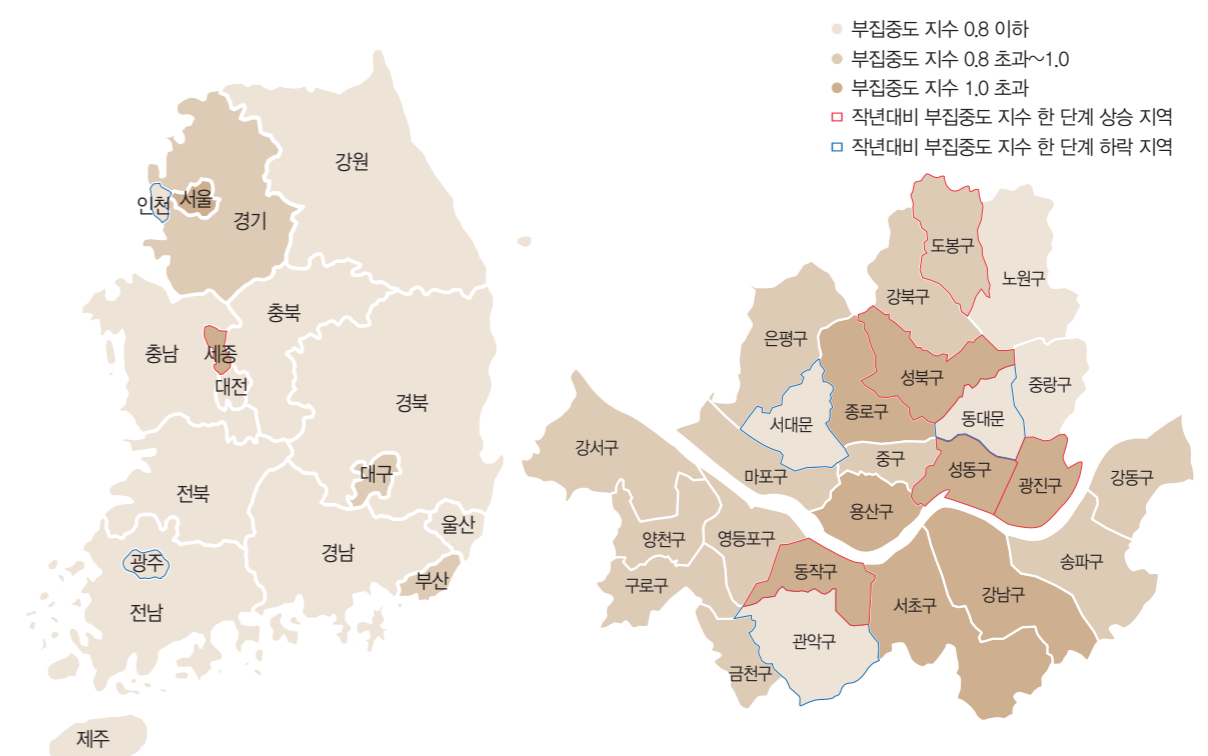 부집중도 지수 0.8 이하
부집중도 지수 0.8 초과~1.0
부집중도 지수 1.0 초과
작년대비 부집중도 지수 한 단계 상승 지역
작년대비 부집중도 지수 한 단계 하락 지역
강원
인천
서울
경기
충북
충남
세종
대전
경북
대구
전북
울산
경남
광주
부산
전남
제주
도봉구
노원구
강북구
은평구
성북구
중랑구
종로구
서대문
동대문
강서구
중구
마포구
성동구
광진구
강동구
용산구
양천구
영등포구
송파구
구로구
동작구
서초구
강남구
관악구
금천구